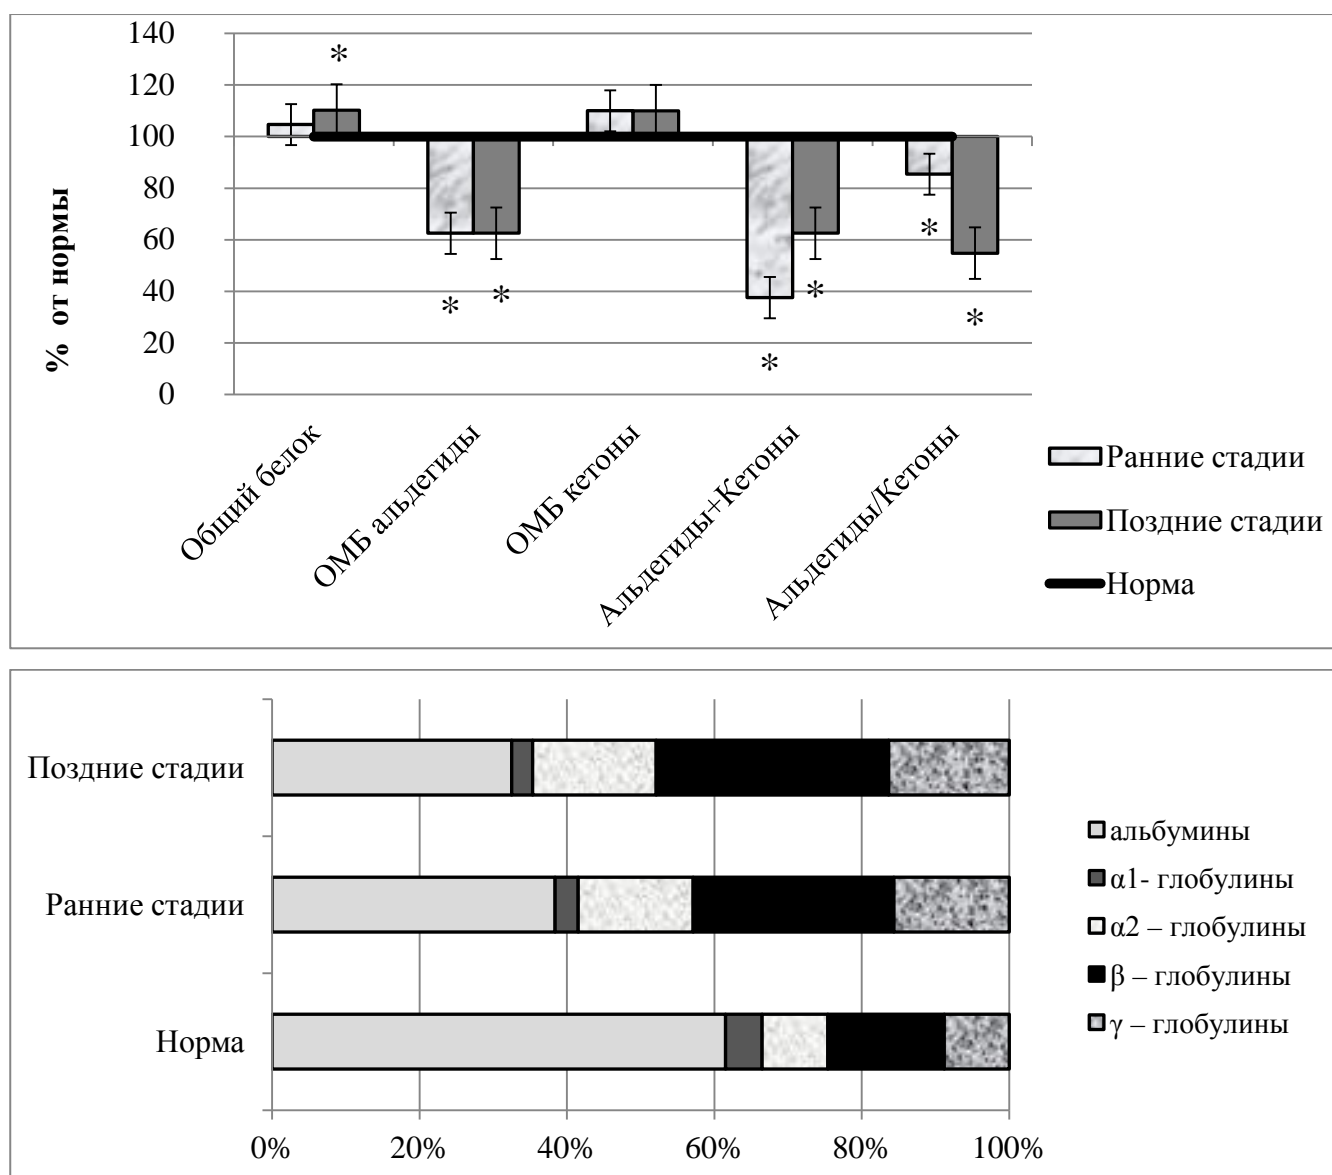 140
120
100
80
60
40
20
0
% от нормы
*
*
*
*
*
*
*
*
Общий белок
ОМБ альдегиды
ОМБ кетоны
Альдегиды+Кетоны
Альдегиды/Кетоны
Ранние стадии
Поздние стадии
Норма
Поздние стадии
Ранние стадии
Норма
0% 20% 40% 60% 80% 100%
альбумины
α1- глобулины
α2 – глобулины
β – глобулины
γ – глобулины